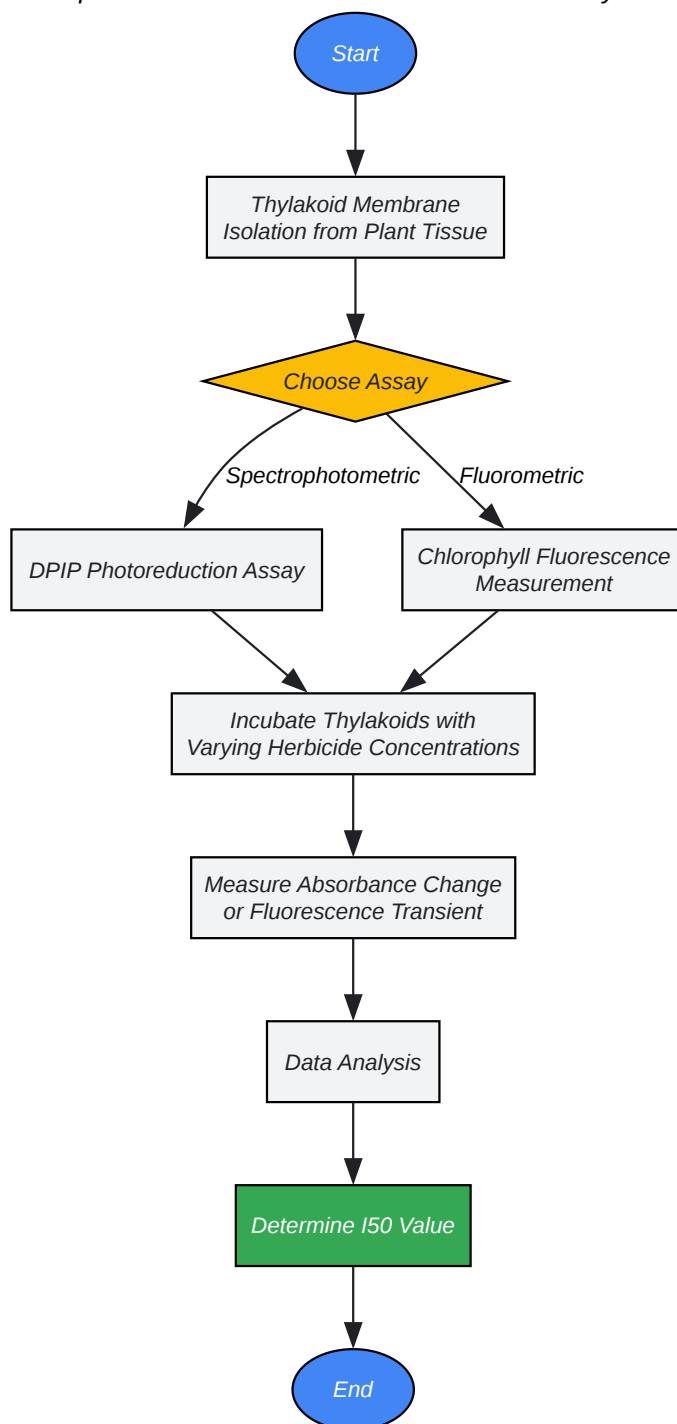 Start
Thylakoid Membrane
Isolation from Plant Tissue
Choose Assay
Spectrophotometric
Fluorometric
DPIP Photoreduction Assay
Chlorophyll Fluorescence
Measurement
Incubate Thylakoids with
Varying Herbicide Concentrations
Measure Absorbance Change
or Fluorescence Transient
Data Analysis
Determine I50 Value
End